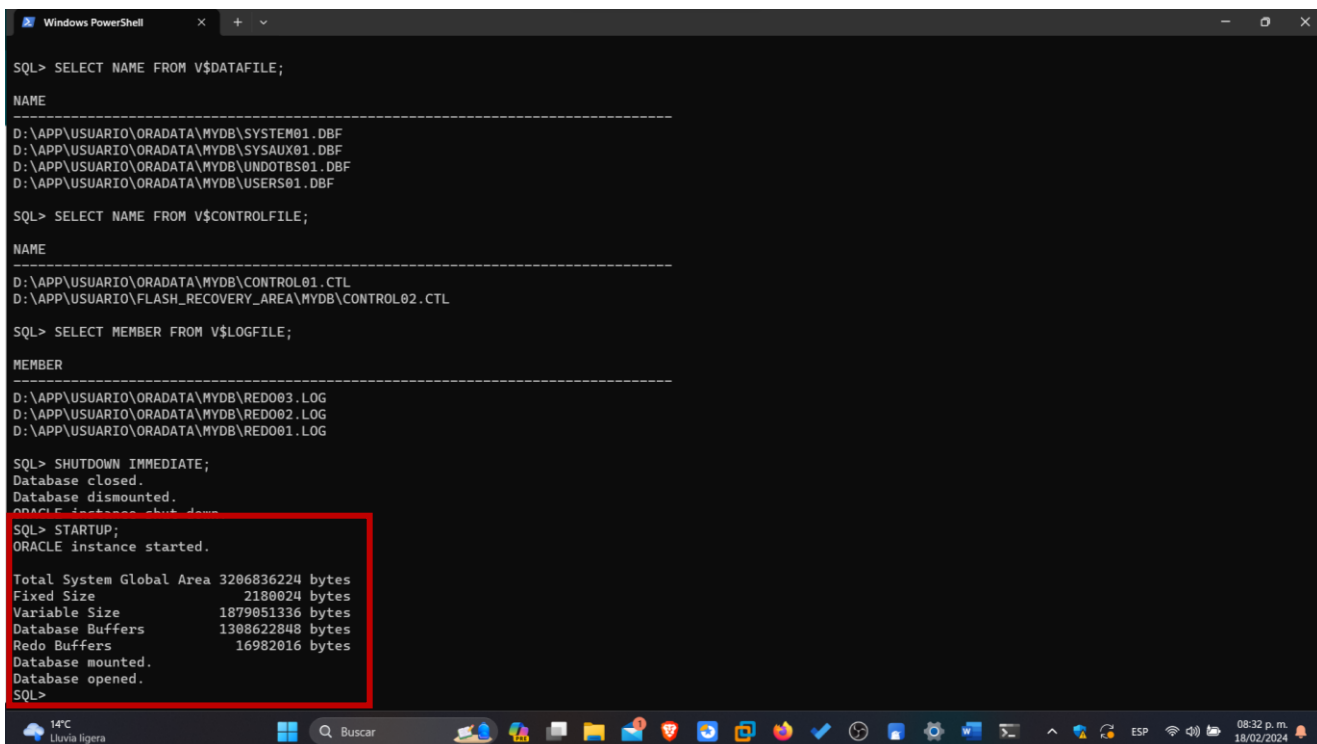 Windows PowerShell
SQL> SELECT NAME FROM V$DATAFILE;
NAME
--------------------------------------------------------------------------------
D:\APP\USUARIO\ORADATA\MYDB\SYSTEM01.DBF
D:\APP\USUARIO\ORADATA\MYDB\SYSAUX01.DBF
D:\APP\USUARIO\ORADATA\MYDB\UNDOTBS01.DBF
D:\APP\USUARIO\ORADATA\MYDB\USERS01.DBF
SQL> SELECT NAME FROM V$CONTROLFILE;
NAME
--------------------------------------------------------------------------------
D:\APP\USUARIO\ORADATA\MYDB\CONTROL01.CTL
D:\APP\USUARIO\FLASH_RECOVERY_AREA\MYDB\CONTROL02.CTL
SQL> SELECT MEMBER FROM V$LOGFILE;
MEMBER
--------------------------------------------------------------------------------
D:\APP\USUARIO\ORADATA\MYDB\REDO03.LOG
D:\APP\USUARIO\ORADATA\MYDB\REDO02.LOG
D:\APP\USUARIO\ORADATA\MYDB\REDO01.LOG
SQL> SHUTDOWN IMMEDIATE;
Database closed.
Database dismounted.
ORACLE instance shut down
SQL> STARTUP;
ORACLE instance started.
Total System Global Area 3206836224 bytes
Fixed Size 2180024 bytes
Variable Size 1879051336 bytes
Database Buffers 1308622848 bytes
Redo Buffers 16982016 bytes
Database mounted.
Database opened.
SQL>
14°C
Lluvia ligera
Buscar
PRE
1
ESP
08:32 p. m.
18/02/2024